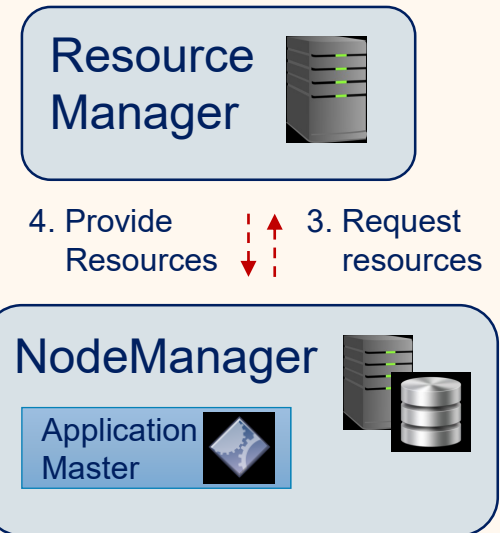 Resource
Manager
4. Provide
Resources
3. Request
resources
NodeManager
Application
Master